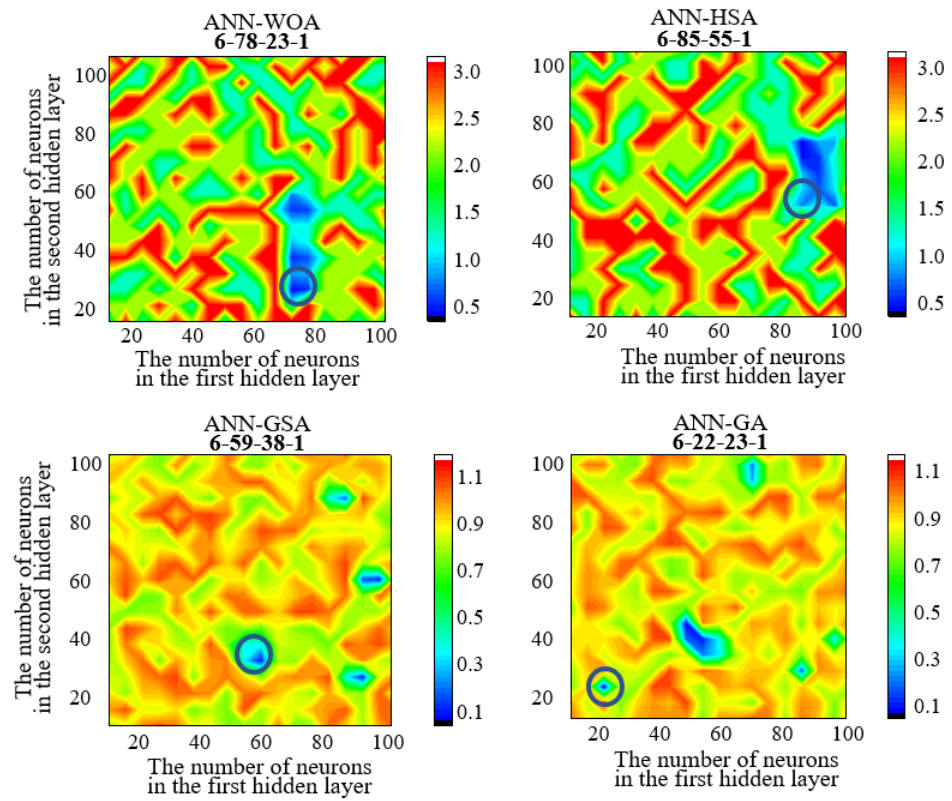 ANN-WOA
6-78-23-1
The number of neurons
in the second hidden layer
100
80
60
40
20
20 40 60 80 100
The number of neurons
in the first hidden layer
3.0
2.5
2.0
1.5
1.0
0.5
ANN-HSA
6-85-55-1
100
80
60
40
20
20 40 60 80 100
The number of neurons
in the first hidden layer
3.0
2.5
2.0
1.5
1.0
0.5
ANN-GSA
6-59-38-1
The number of neurons
in the second hidden layer
100
80
60
40
20
20 40 60 80 100
The number of neurons
in the first hidden layer
1.1
0.9
0.7
0.5
0.3
0.1
ANN-GA
6-22-23-1
100
80
60
40
20
20 40 60 80 100
The number of neurons
in the first hidden layer
1.1
0.9
0.7
0.5
0.3
0.1